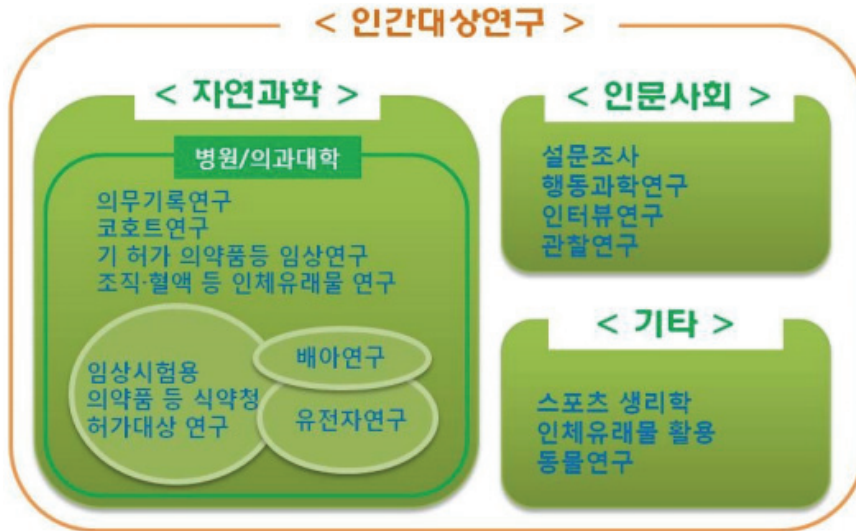 < 인간대상연구 >
< 자연과학 >
병원/의과대학
의무기록연구
코호트연구
기 허가 의약품등 임상연구
조직·혈액 등 인체유래물 연구
임상시험용
의약품 등 식약청
허가대상 연구
배아연구
유전자연구
< 인문사회 >
설문조사
행동과학연구
인터뷰연구
관찰연구
< 기타 >
스포츠 생리학
인체유래물 활용
동물연구